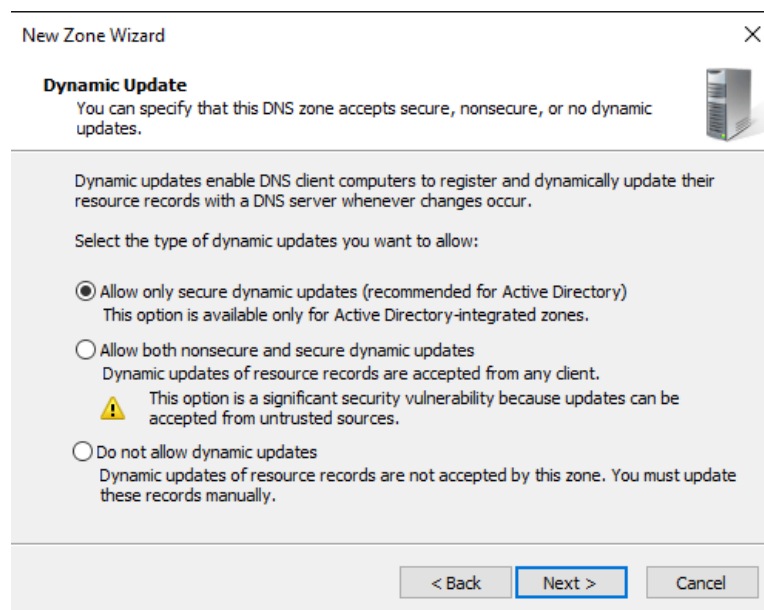 New Zone Wizard
Dynamic Update
You can specify that this DNS zone accepts secure, nonsecure, or no dynamic
updates.
Dynamic updates enable DNS client computers to register and dynamically update their
resource records with a DNS server whenever changes occur.
Select the type of dynamic updates you want to allow:
Allow only secure dynamic updates (recommended for Active Directory)
This option is available only for Active Directory-integrated zones.
Allow both nonsecure and secure dynamic updates
Dynamic updates of resource records are accepted from any client.
This option is a significant security vulnerability because updates can be
accepted from untrusted sources.
Do not allow dynamic updates
Dynamic updates of resource records are not accepted by this zone. You must update
these records manually.
< Back Next > Cancel